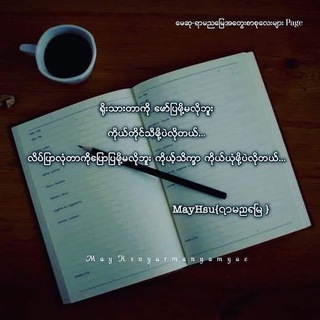 မေဆု-ရာမညမြေအတွေးစာစုလေးများ Page
ရိုးသားတာကို ဖော်ပြဖို့မလိုဘူး
ကိုယ်တိုင်သိဖို့ပဲလိုတယ်...
လိပ်ပြာလုံတာကိုပြောပြဖို့မလိုဘူး ကိုယ့်သိက္ခာ ကိုယ်ယုံဖို့ပဲလိုတယ်...
MayHsu{ရာမညမြေ }